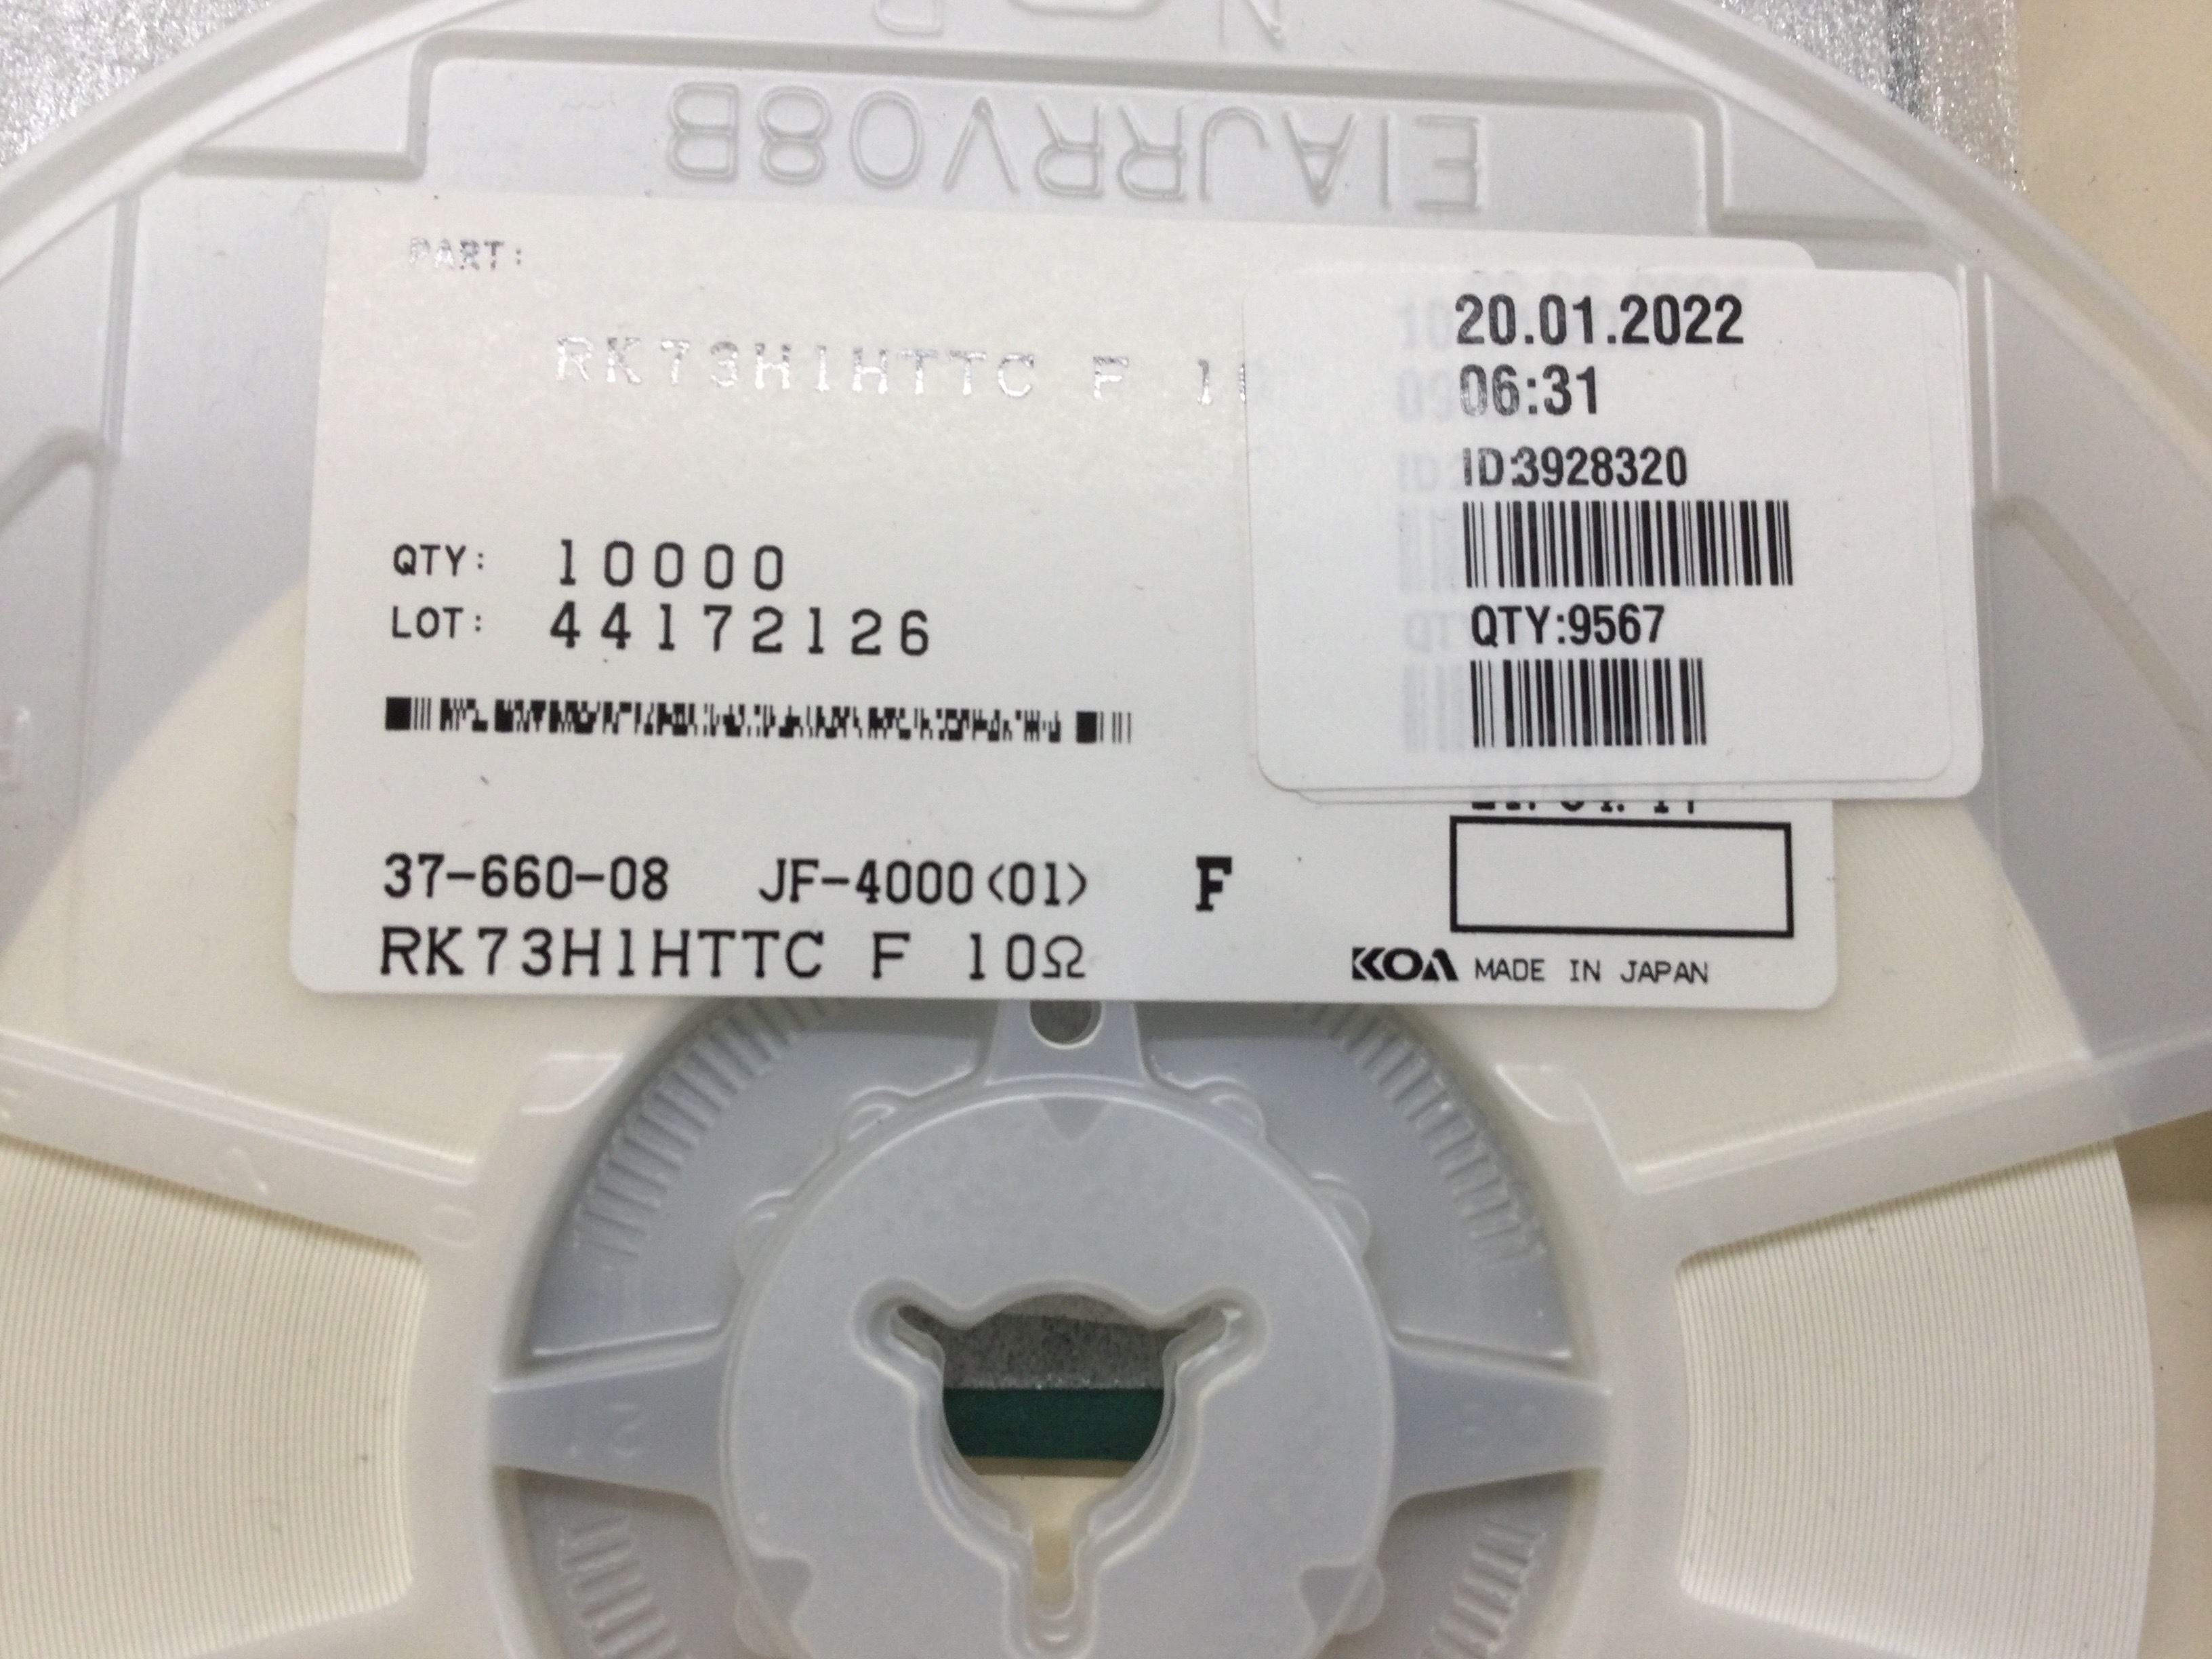 EIAJRRV08B
PART:
RK73H1HTTC F 1
QTY: 10000
LOT: 44172126
20.01.2022
06:31
ID:3928320
QTY:9567
37-660-08 JF-4000<01> F
RK73H1HTTC F 10Ω
KOA MADE IN JAPAN